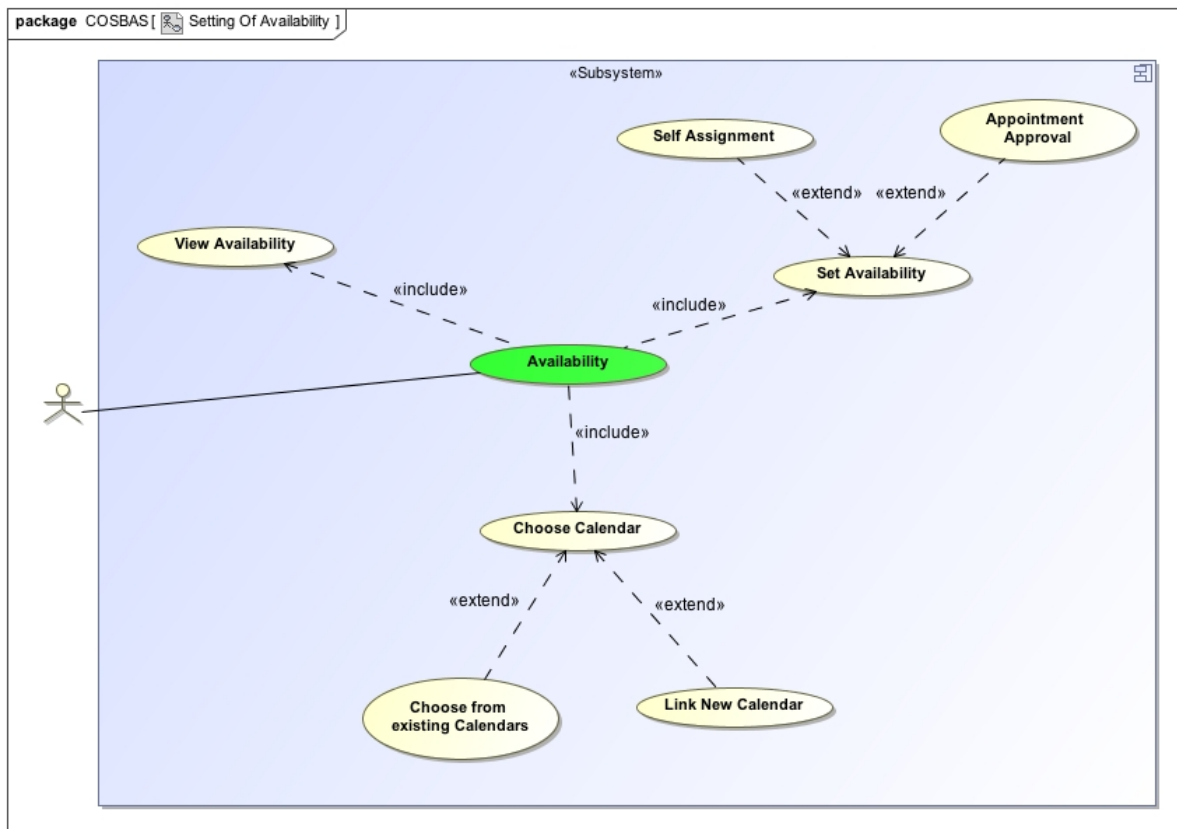 package COSBAS [ Setting Of Availability ]
«Subsystem»
Self Assignment
Appointment
Approval
«extend» «extend»
View Availability
Set Availability
«include»
«include»
Availability
«include»
Choose Calendar
«extend»
«extend»
Choose from
existing Calendars
Link New Calendar